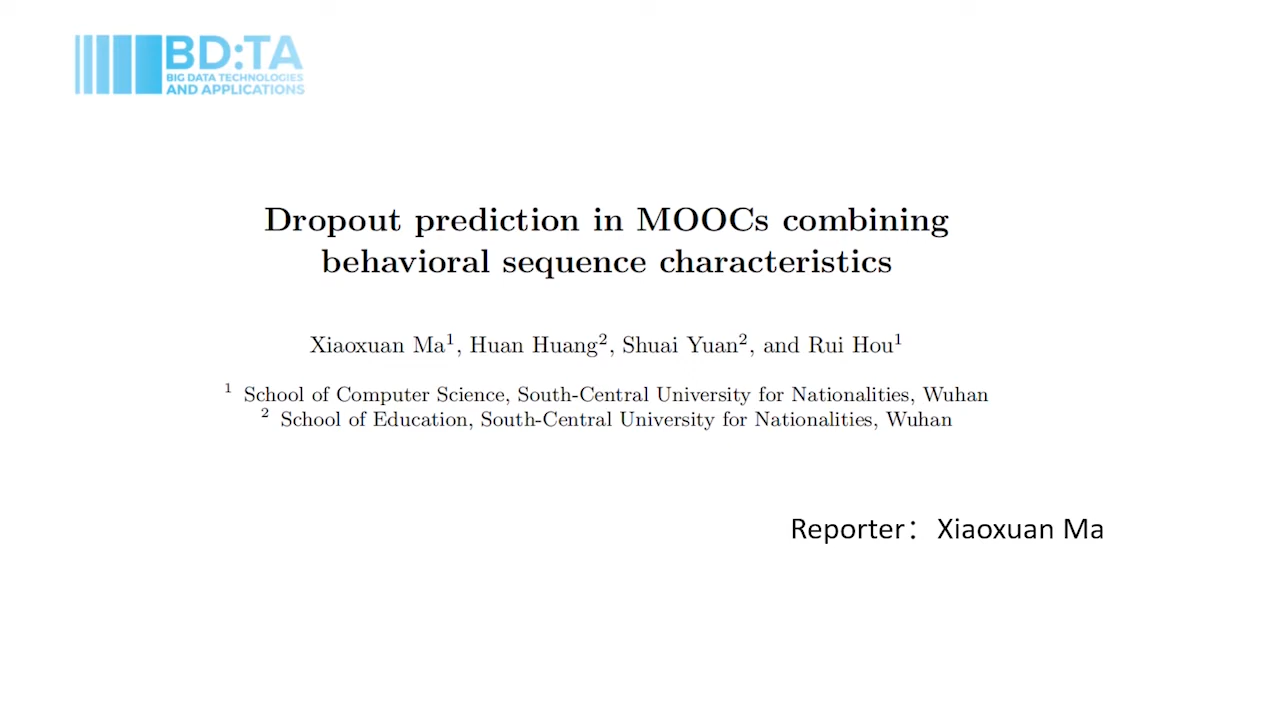 BD:TA
BIG DATA TECHNOLOGIES
AND APPLICATIONS
Dropout prediction in MOOCs combining
behavioral sequence characteristics
Xiaoxuan Ma¹, Huan Huang², Shuai Yuan², and Rui Hou¹
¹ School of Computer Science, South-Central University for Nationalities, Wuhan
² School of Education, South-Central University for Nationalities, Wuhan
Reporter：Xiaoxuan Ma